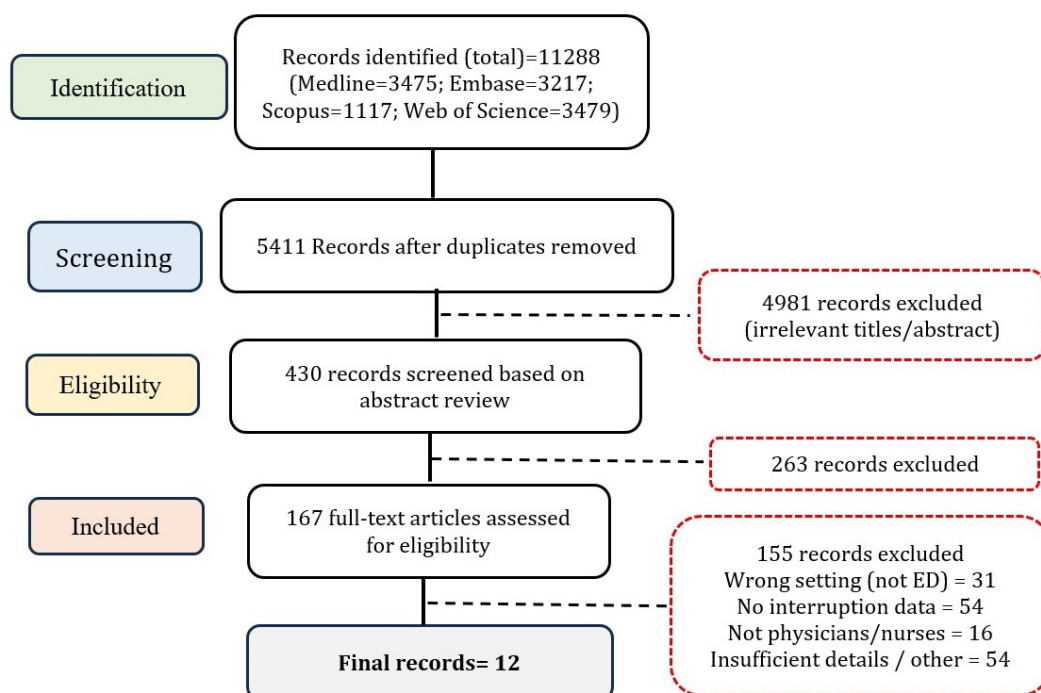 Identification
Records identified (total)=11288
(Medline=3475; Embase=3217;
Scopus=1117; Web of Science=3479)
Screening
5411 Records after duplicates removed
4981 records excluded
(irrelevant titles/abstract)
Eligibility
430 records screened based on
abstract review
263 records excluded
Included
167 full-text articles assessed
for eligibility
155 records excluded
Wrong setting (not ED) = 31
No interruption data = 54
Not physicians/nurses = 16
Insufficient details / other = 54
Final records= 12